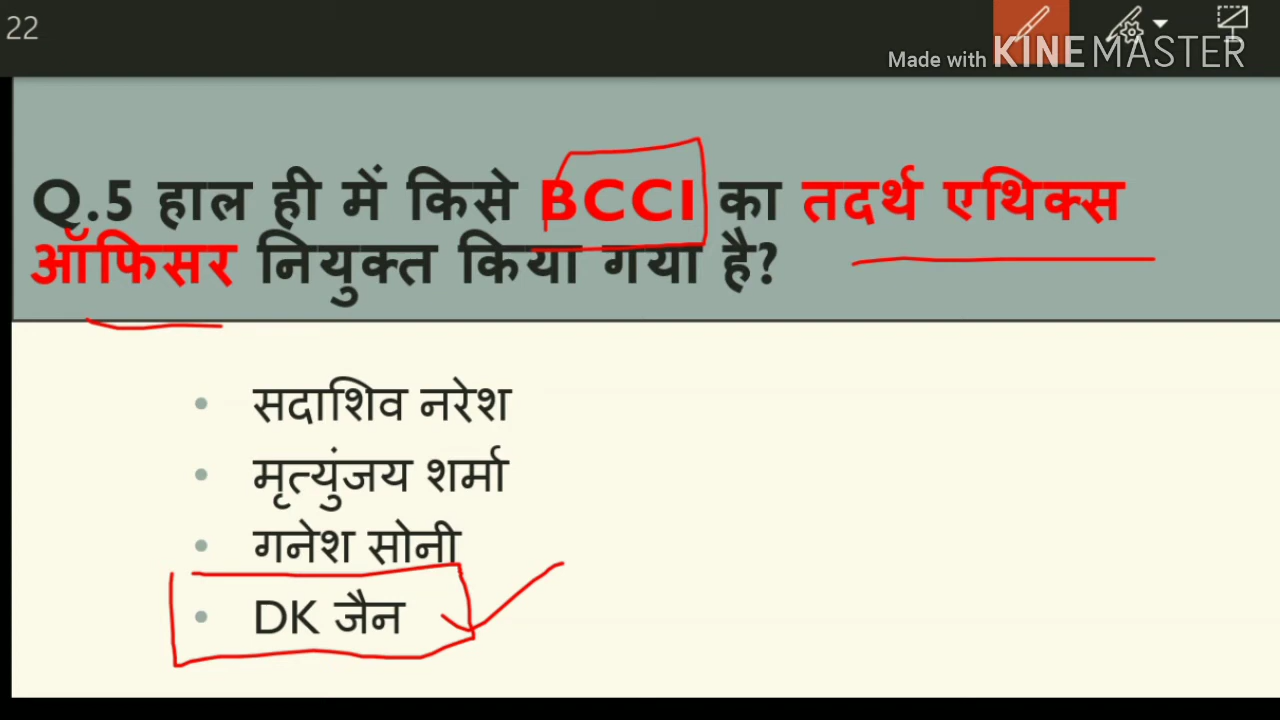 22
Made with KINEMASTER
Q.5 हाल ही में किसे BCCI का तदर्थ एथिक्स
ऑफिसर नियुक्त किया गया है?
• सदाशिव नरेश
• मृत्युंजय शर्मा
• गनेश सोनी
• DK जैन